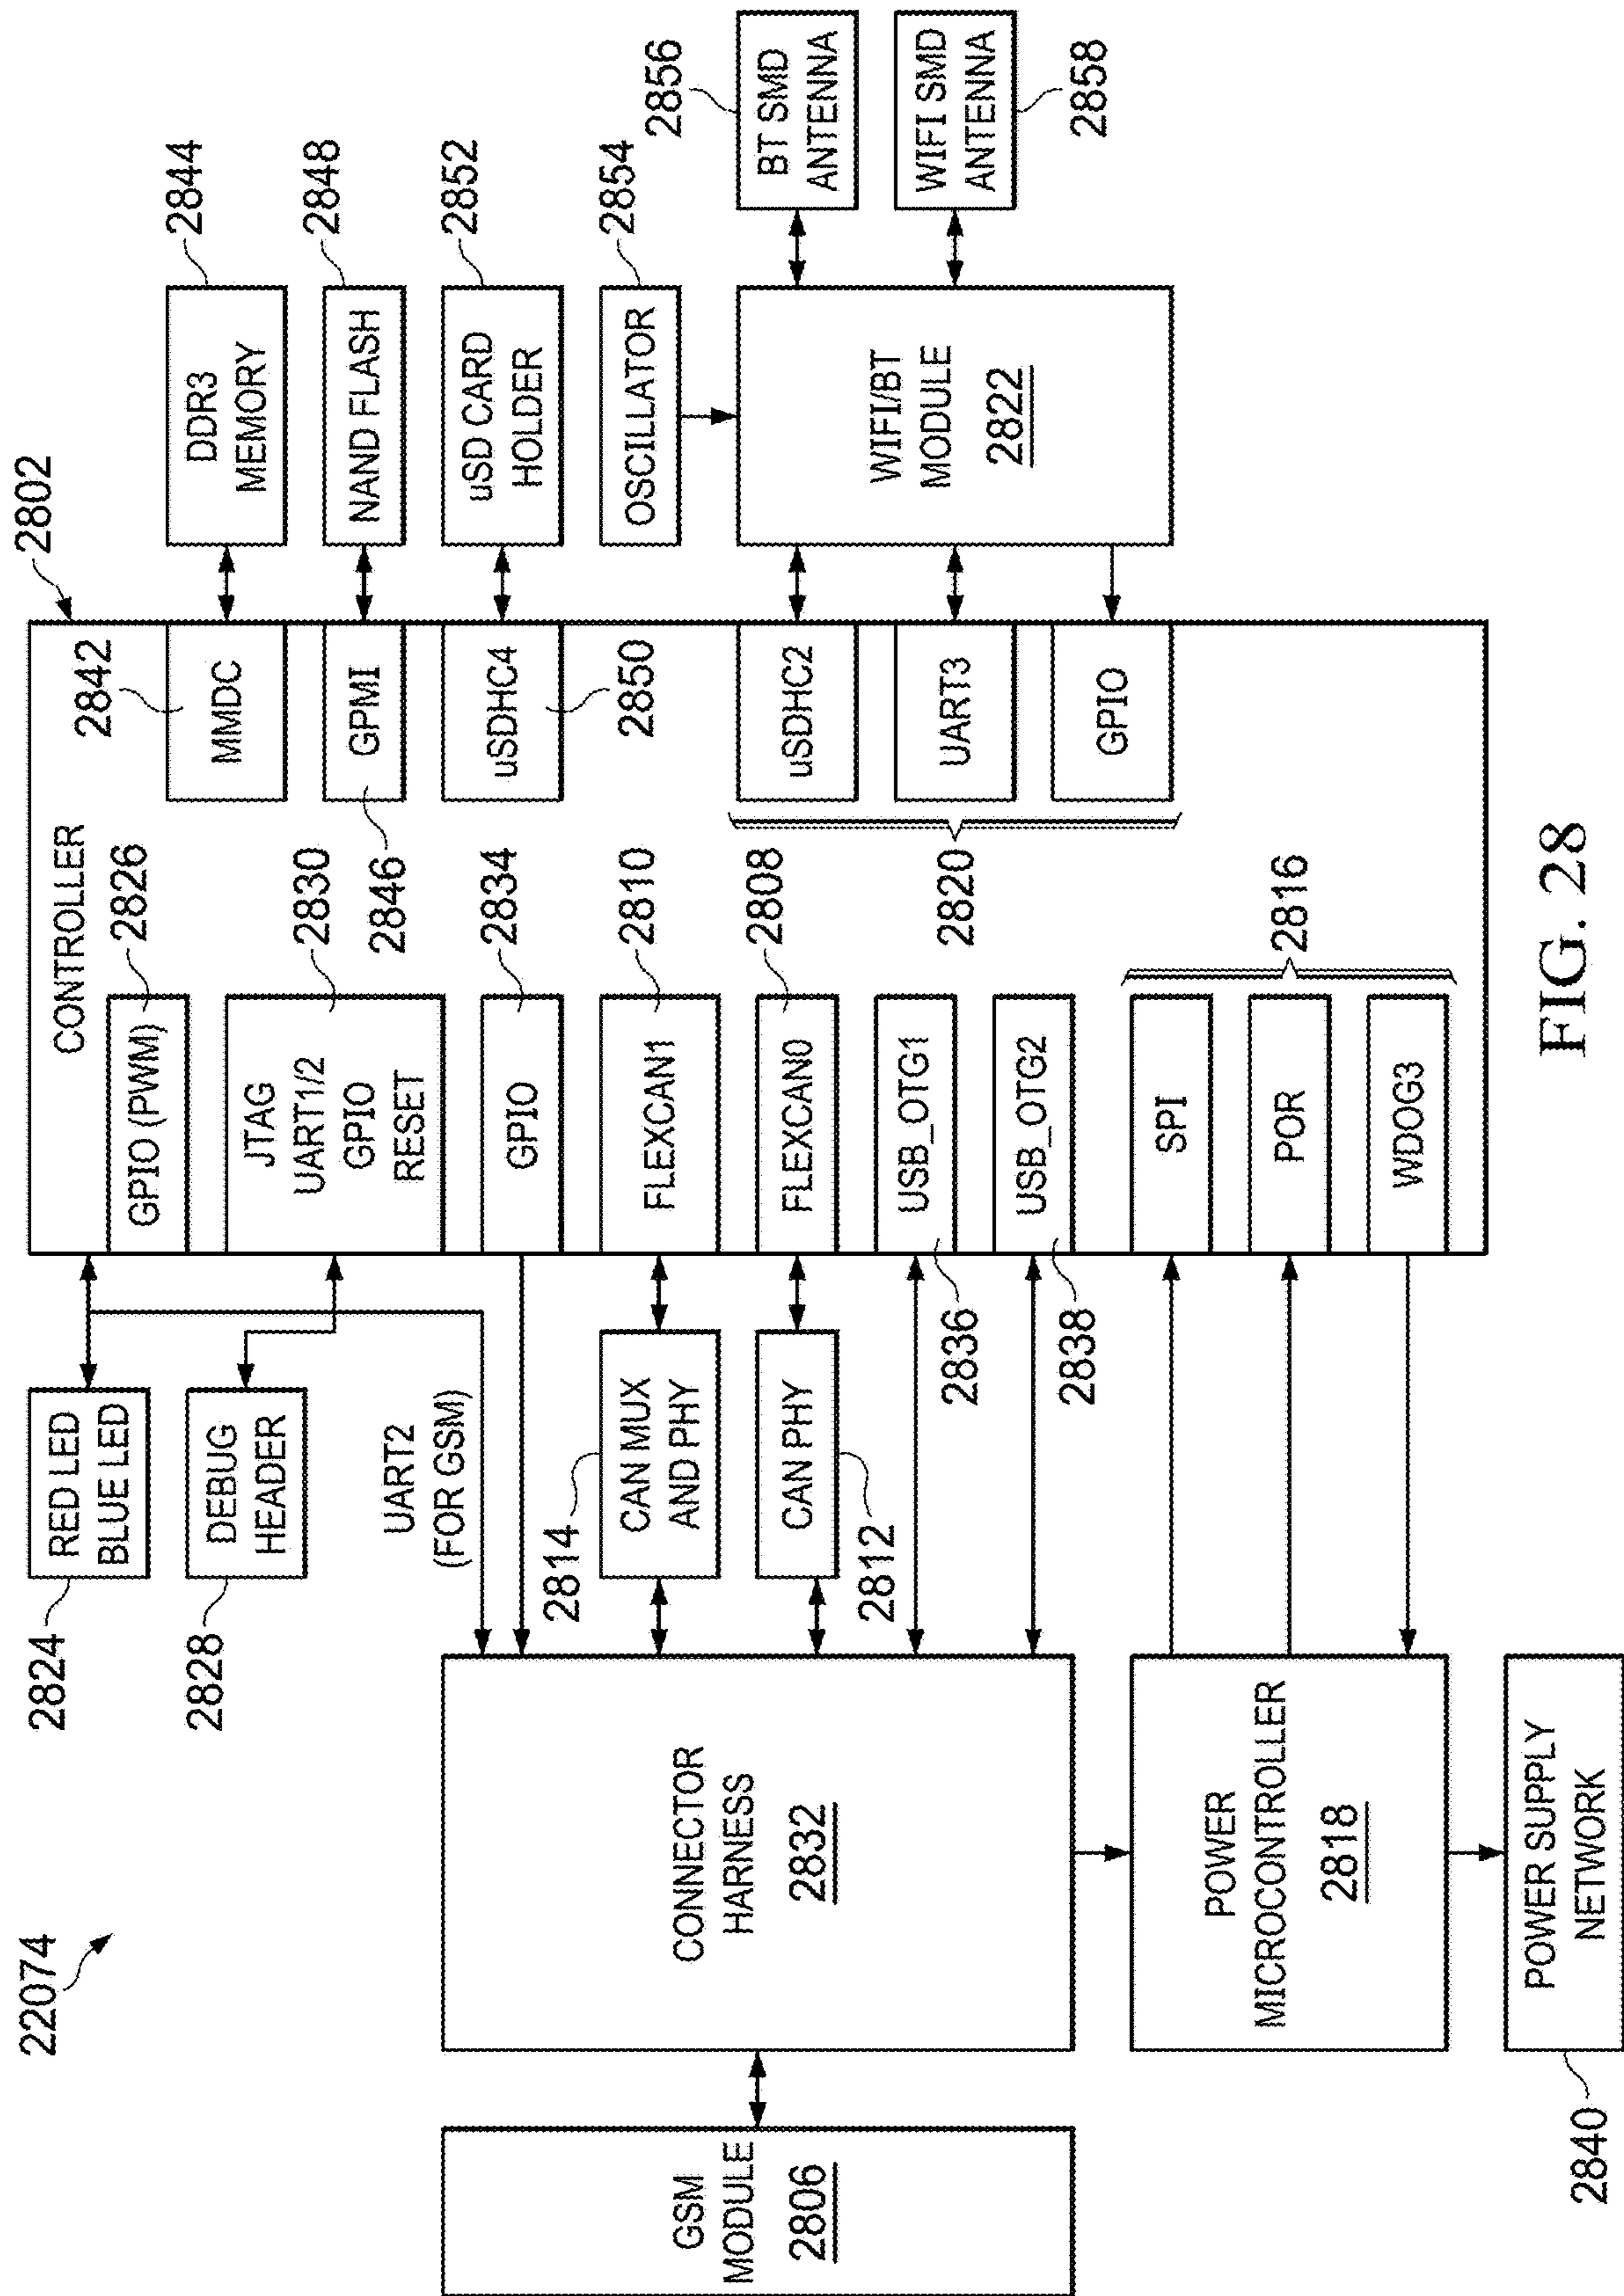 22074
2802
CONTROLLER
2824
RED LED
BLUE LED
GPIO (PWM)
2826
2842
MMDC
DDR3
MEMORY
2844
2828
DEBUG
HEADER
JTAG
UART1/2
GPIO
RESET
2830
2846
GPMI
NAND FLASH
2848
UART2
(FOR GSM)
GPIO
2834
uSDHC4
2850
uSD CARD
HOLDER
2852
2814
CAN MUX
AND PHY
FLEXCAN1
2810
OSCILLATOR
2854
2812
CAN PHY
FLEXCAN0
2808
2820
uSDHC2
UART3
GPIO
WIFI/BT
MODULE
2822
BT SMD
ANTENNA
2856
WIFI SMD
ANTENNA
2858
GSM
MODULE
2806
CONNECTOR
HARNESS
2832
2836
USB_OTG1
2838
USB_OTG2
POWER
MICROCONTROLLER
2818
SPI
POR
WDOG3
2816
2840
POWER SUPPLY
NETWORK
FIG. 28